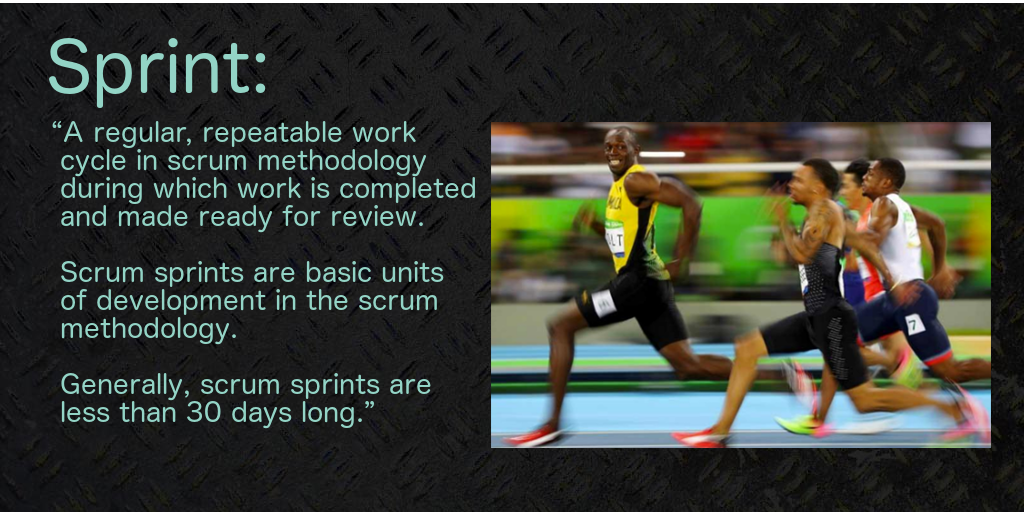 Sprint:
“A regular, repeatable work
cycle in scrum methodology
during which work is completed
and made ready for review.
Scrum sprints are basic units
of development in the scrum
methodology.
Generally, scrum sprints are
less than 30 days long.”
LT
7